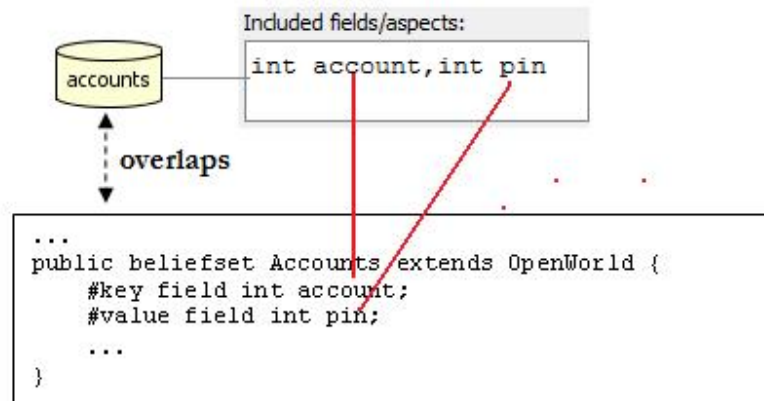 Included fields/aspects:
int account,int pin
accounts
overlaps
...
public beliefset Accounts extends OpenWorld {
#key field int account;
#value field int pin;
...
}